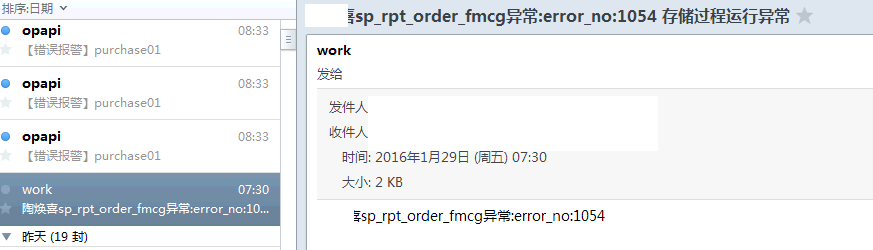 排序:日期
opapi 08:33
【错误报警】purchase01
opapi 08:33
【错误报警】purchase01
opapi 08:33
【错误报警】purchase01
work 07:30
陶焕喜sp_rpt_order_fmcg异常:error_no:10...
昨天 (19 封)
喜sp_rpt_order_fmcg异常:error_no:1054 存储过程运行异常
work
发给
发件人
收件人
时间: 2016年1月29日 (周五) 07:30
大小: 2 KB
喜sp_rpt_order_fmcg异常:error_no:1054